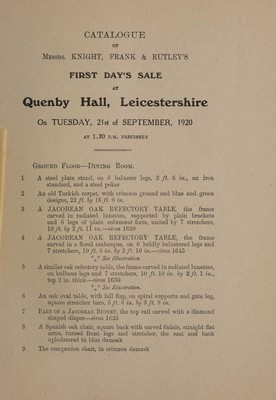 CATALOGUE
OF
MESSRS. KNIGHT, FRANK & RUTLEY'S
FIRST DAY'S SALE
AT
Quenby Hall, Leicestershire
On TUESDAY, 21st of SEPTEMBER, 1920
AT 1.30 P.M. PRECISELY
GROUND FLOOR—DINING ROOM.
1 A steel plate stand, on 6 baluster legs, 2 ft. 6 in., an iron
standard, and a steel poker
2 An old Turkish carpet, with crimson ground and blue and green
designs, 22 ft. by 16 ft. 6 in.
3 A JACOBEAN OAK REFECTORY TABLE, the frame
carved in radiated lunettes, supported by plain brackets
and 6 legs of plain columnar form, united by 7 stretchers,
19 ft. by 2 ft. 11 in.—circa 1620
4 A JACOBEAN OAK REFECTORY TABLE, the frame
carved in a floral arabesque, on 6 boldly balustered legs and
7 stretchers, 10 ft. 6 in. by 2 ft. 10 in.—circa 1645
*** See Illustration.
5 A similar oak refectory table, the frame carved in radiated lunettes,
on bulbous legs and 7 stretchers, 10 ft. 10 in. by 2 ft. 1 in.,
top 2 in. thick—circa 1630
*** See Illustration.
6 An oak oval table, with fall flap, on spiral supports and gate leg,
square stretcher bars, 5 ft. 6 in. by 3 ft. 9 in.
7 PART OF A JACOBEAN BUFFET, the top rail carved with a diamond
shaped diaper—circa 1625
8 A Spanish oak chair, square back with carved finials, straight flat
arms, turned front legs and stretcher, the seat and back
upholstered in blue damask
9 The companion chair, in crimson damask